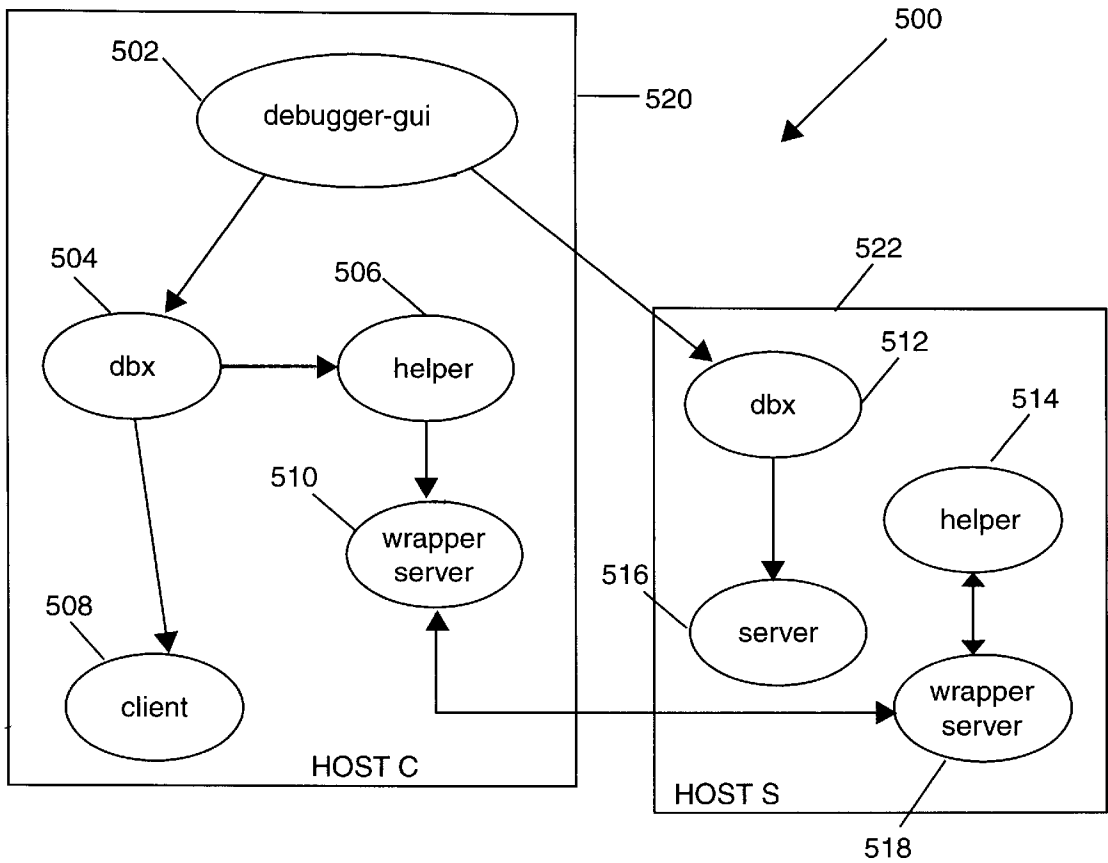 500
502
debugger-gui
520
504
506
522
dbx
helper
512
dbx
514
510
helper
wrapper
server
516
server
508
client
wrapper
server
HOST C
HOST S
518